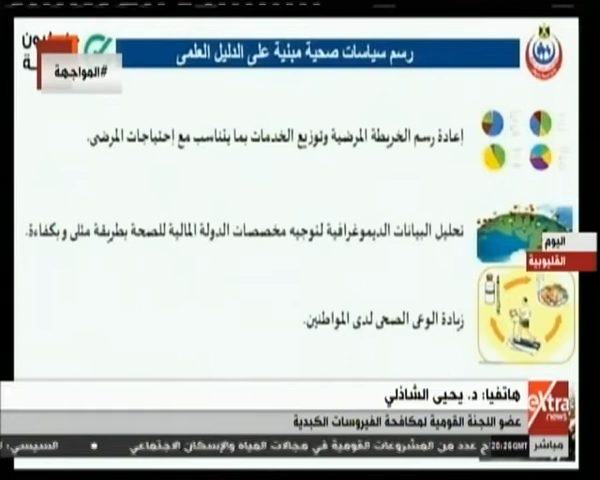 رسم سياسات صحية مبنية على الدليل العلمى
#المواجهة
إعادة رسم الخريطة المرضية وتوزيع الخدمات بما يتناسب مع إحتياجات المرضى.
تحليل البيانات الديموغرافية لتوجيه مخصصات الدولة المالية للصحة بطريقة مثلى وبكفاءة.
اليوم
القليوبية
زيادة الوعى الصحى لدى المواطنين.
هاتفيا: د. يحيى الشاذلي
عضو اللجنة القومية لمكافحة الفيروسات الكبدية
eXtra
news
مباشر
20:26 GMT
ح عدد من المشروعات القومية في مجالات المياه والإسكان الاجتماعي • السيسي: